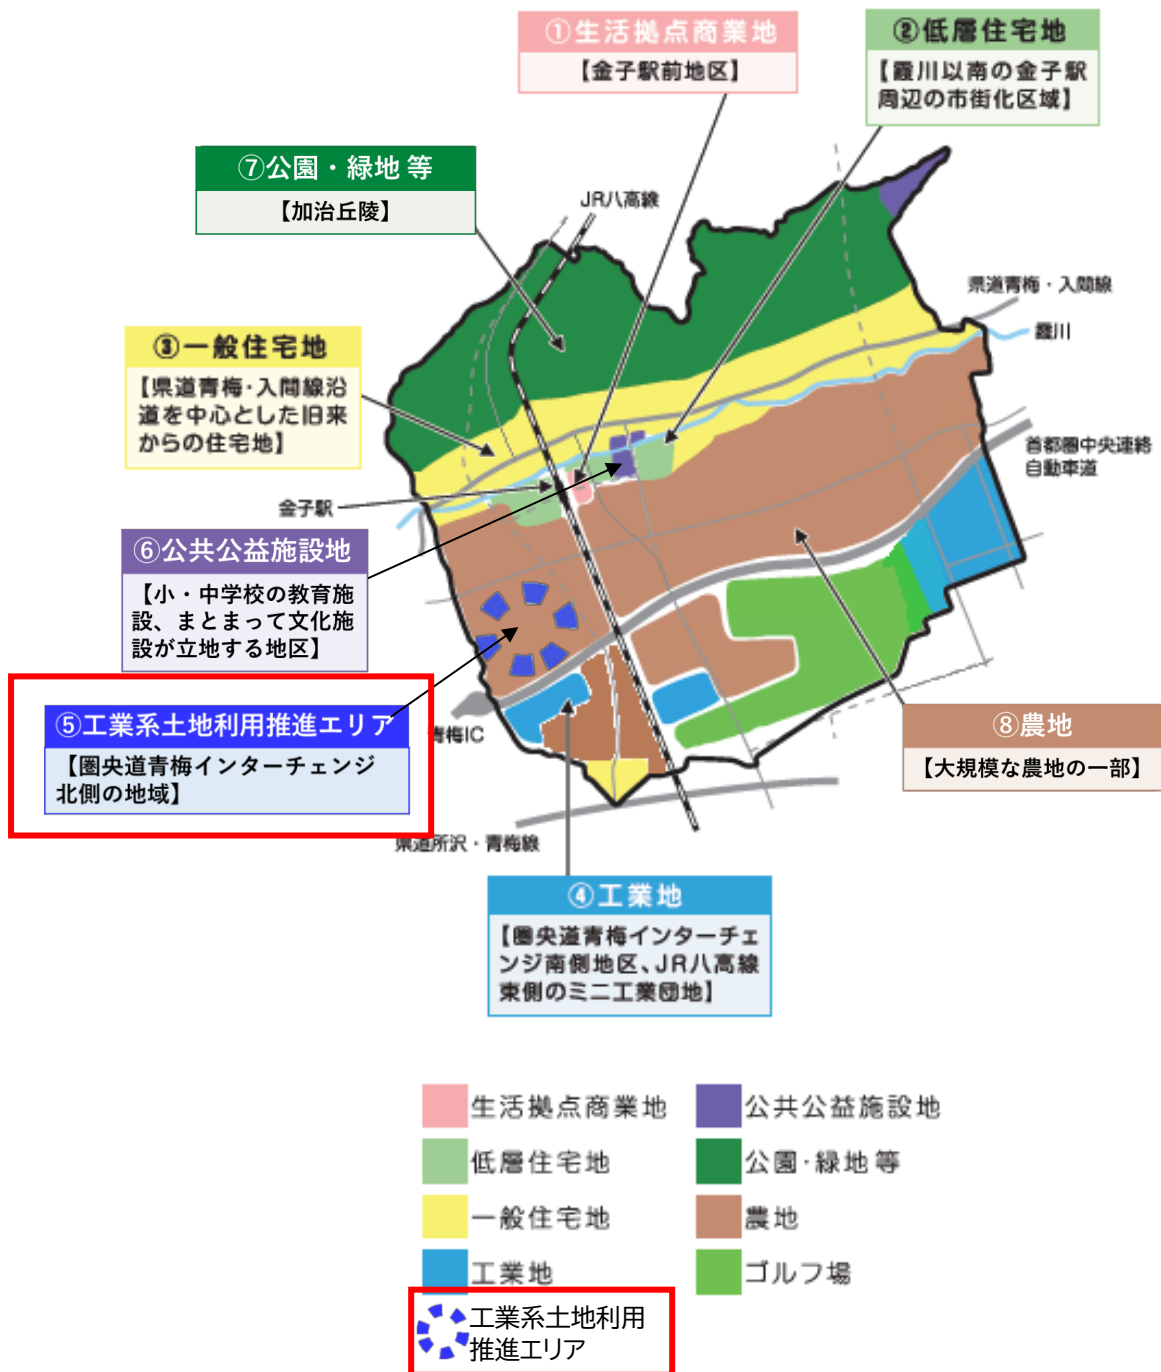 ①生活拠点商業地
【金子駅前地区】
②低層住宅地
【霞川以南の金子駅
周辺の市街化区域】
⑦公園・緑地 等
【加治丘陵】
JR八高線
県道青梅・入間線
霞川
③一般住宅地
【県道青梅・入間線沿
道を中心とした旧来
からの住宅地】
首都圏中央連絡
自動車道
金子駅
⑥公共公益施設地
【小・中学校の教育施
設、まとまって文化施
設が立地する地区】
⑤工業系土地利用推進エリア
【圏央道青梅インターチェンジ
北側の地域】
青梅IC
⑧農地
【大規模な農地の一部】
県道所沢・青梅線
④工業地
【圏央道青梅インターチェ
ンジ南側地区、JR八高線
東側のミニ工業団地】
生活拠点商業地
公共公益施設地
低層住宅地
公園・緑地 等
一般住宅地
農地
工業地
ゴルフ場
工業系土地利用
推進エリア